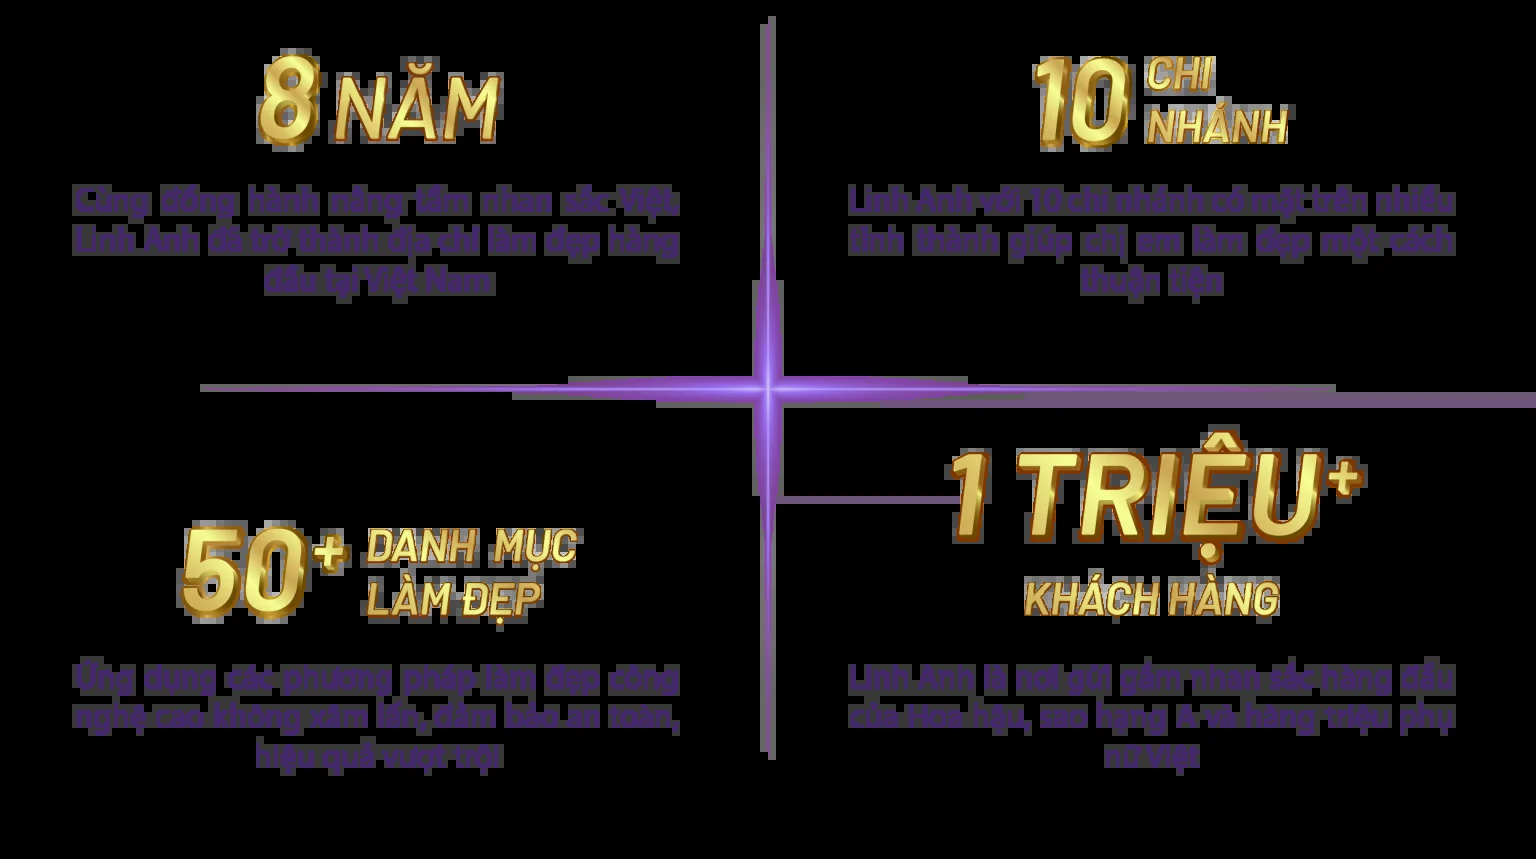 8 NĂM
Cùng đồng hành nâng tầm nhan sắc Việt
Linh Anh đã trở thành địa chỉ làm đẹp hàng
đầu tại Việt Nam
10 CHI
NHÁNH
Linh Anh với 10 chi nhánh có mặt trên nhiều
tỉnh thành giúp chị em làm đẹp một cách
thuận tiện
50+ DANH MỤC
LÀM ĐẸP
Ứng dụng các phương pháp làm đẹp công
nghệ cao không xâm lấn, đảm bảo an toàn,
hiệu quả vượt trội
1 TRIỆU+
KHÁCH HÀNG
Linh Anh là nơi gửi gắm nhan sắc hàng đầu
của Hoa hậu, sao hạng A và hàng triệu phụ
nữ Việt